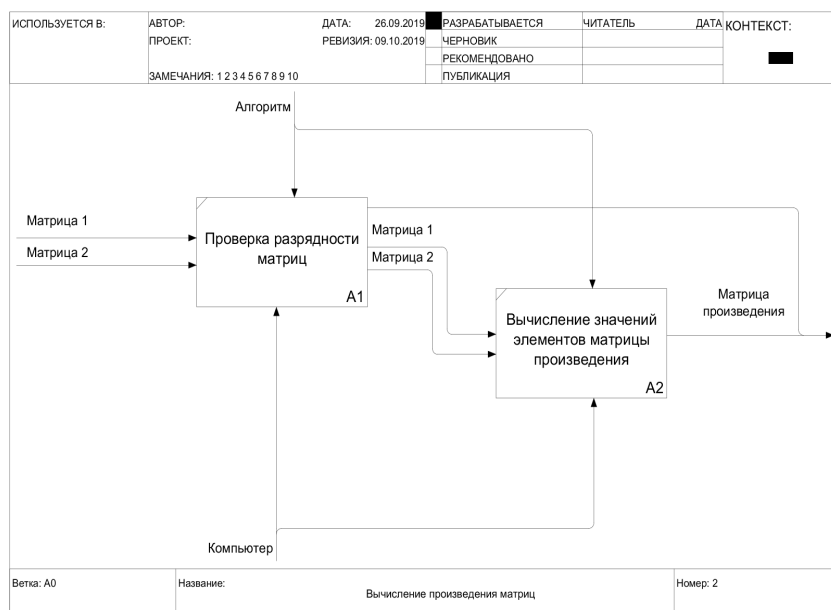 ИСПОЛЬЗУЕТСЯ В: АВТОР: ДАТА: 26.09.2019 РАЗРАБАТЫВАЕТСЯ ЧИТАТЕЛЬ ДАТА КОНТЕКСТ:
ПРОЕКТ: РЕВИЗИЯ: 09.10.2019 ЧЕРНОВИК
РЕКОМЕНДОВАНО
ЗАМЕЧАНИЯ: 1 2 3 4 5 6 7 8 9 10 ПУБЛИКАЦИЯ
Алгоритм
Матрица 1
Матрица 2
Проверка разрядности
матриц
A1
Матрица 1
Матрица 2
Вычисление значений
элементов матрицы
произведения
A2
Матрица
произведения
Компьютер
Ветка: A0 Название: Номер: 2
Вычисление произведения матриц